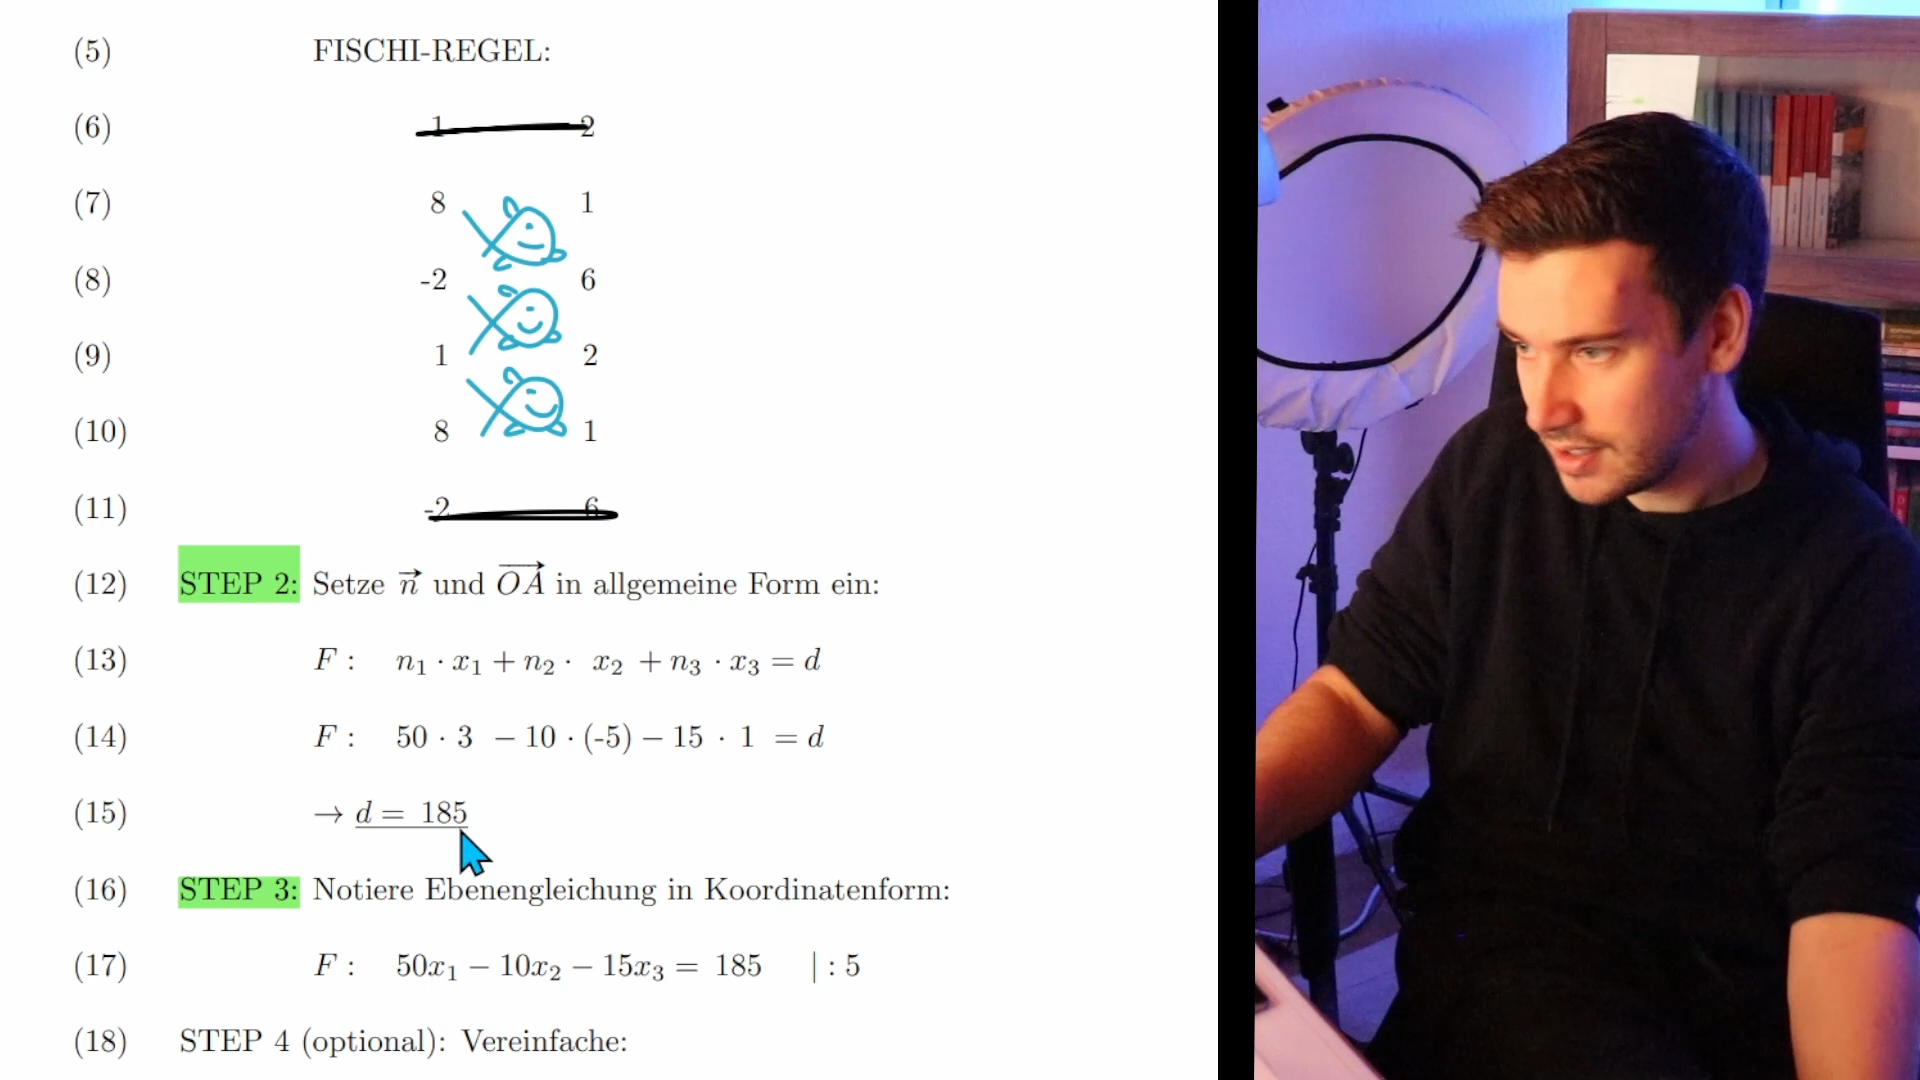 (5) FISCHI-REGEL:
(6) 1 2
(7) 8 1
(8) -2 6
(9) 1 2
(10) 8 1
(11) -2 6
(12) STEP 2: Setze n⃗ und O⃗A⃗ in allgemeine Form ein:
(13) F : n₁ · x₁ + n₂ · x₂ + n₃ · x₃ = d
(14) F : 50 · 3 − 10 · (-5) − 15 · 1 = d
(15) → d = 185
(16) STEP 3: Notiere Ebenengleichung in Koordinatenform:
(17) F : 50x₁ − 10x₂ − 15x₃ = 185 | : 5
(18) STEP 4 (optional): Vereinfache: